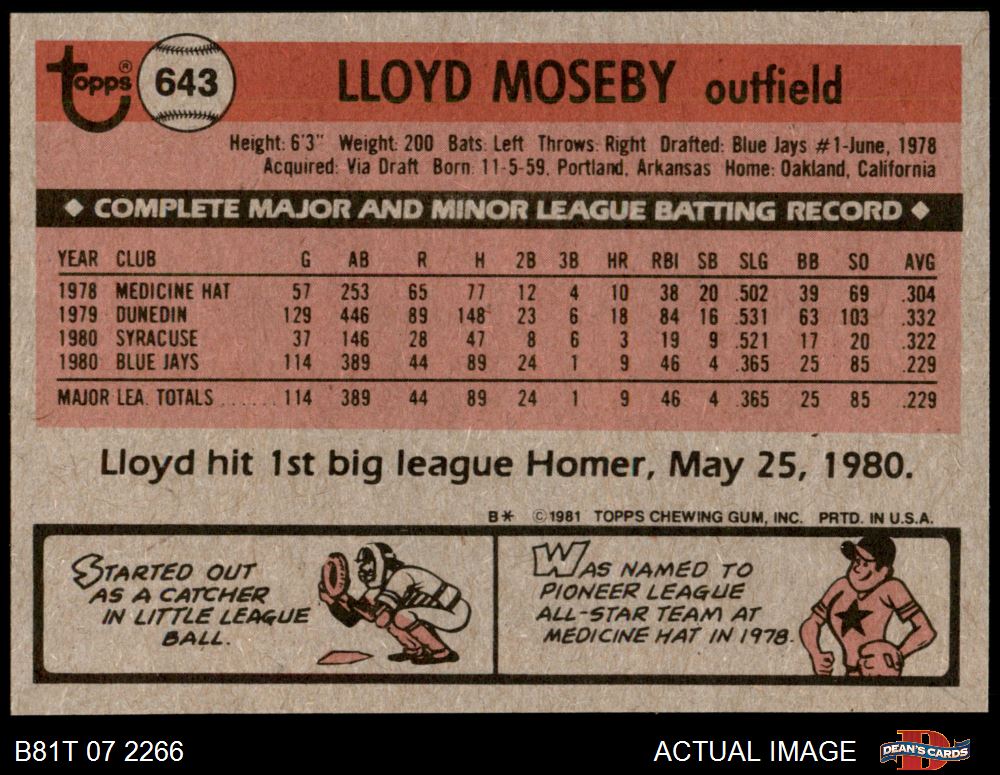 Topps® 643 LLOYD MOSEBY outfield
Height: 6'3" Weight: 200 Bats: Left Throws: Right Drafted: Blue Jays #1-June, 1978
Acquired: Via Draft Born: 11-5-59, Portland, Arkansas Home: Oakland, California
◆ COMPLETE MAJOR AND MINOR LEAGUE BATTING RECORD ◆
YEAR CLUB G AB R H 2B 3B HR RBI SB SLG BB SO AVG
1978 MEDICINE HAT 57 253 65 77 12 4 10 38 20 .502 39 69 .304
1979 DUNEDIN 129 446 89 148 23 6 18 84 16 .531 63 103 .332
1980 SYRACUSE 37 146 28 47 8 6 3 19 9 .521 17 20 .322
1980 BLUE JAYS 114 389 44 89 24 1 9 46 4 .365 25 85 .229
MAJOR LEA. TOTALS ....... 114 389 44 89 24 1 9 46 4 .365 25 85 .229
Lloyd hit 1st big league Homer, May 25, 1980.
B* ©1981 TOPPS CHEWING GUM, INC. PRTD. IN U.S.A.
STARTED OUT
AS A CATCHER
IN LITTLE LEAGUE
BALL.
WAS NAMED TO
PIONEER LEAGUE
ALL-STAR TEAM AT
MEDICINE HAT IN 1978.
B81T 07 2266 ACTUAL IMAGE DEAN'S CARDS